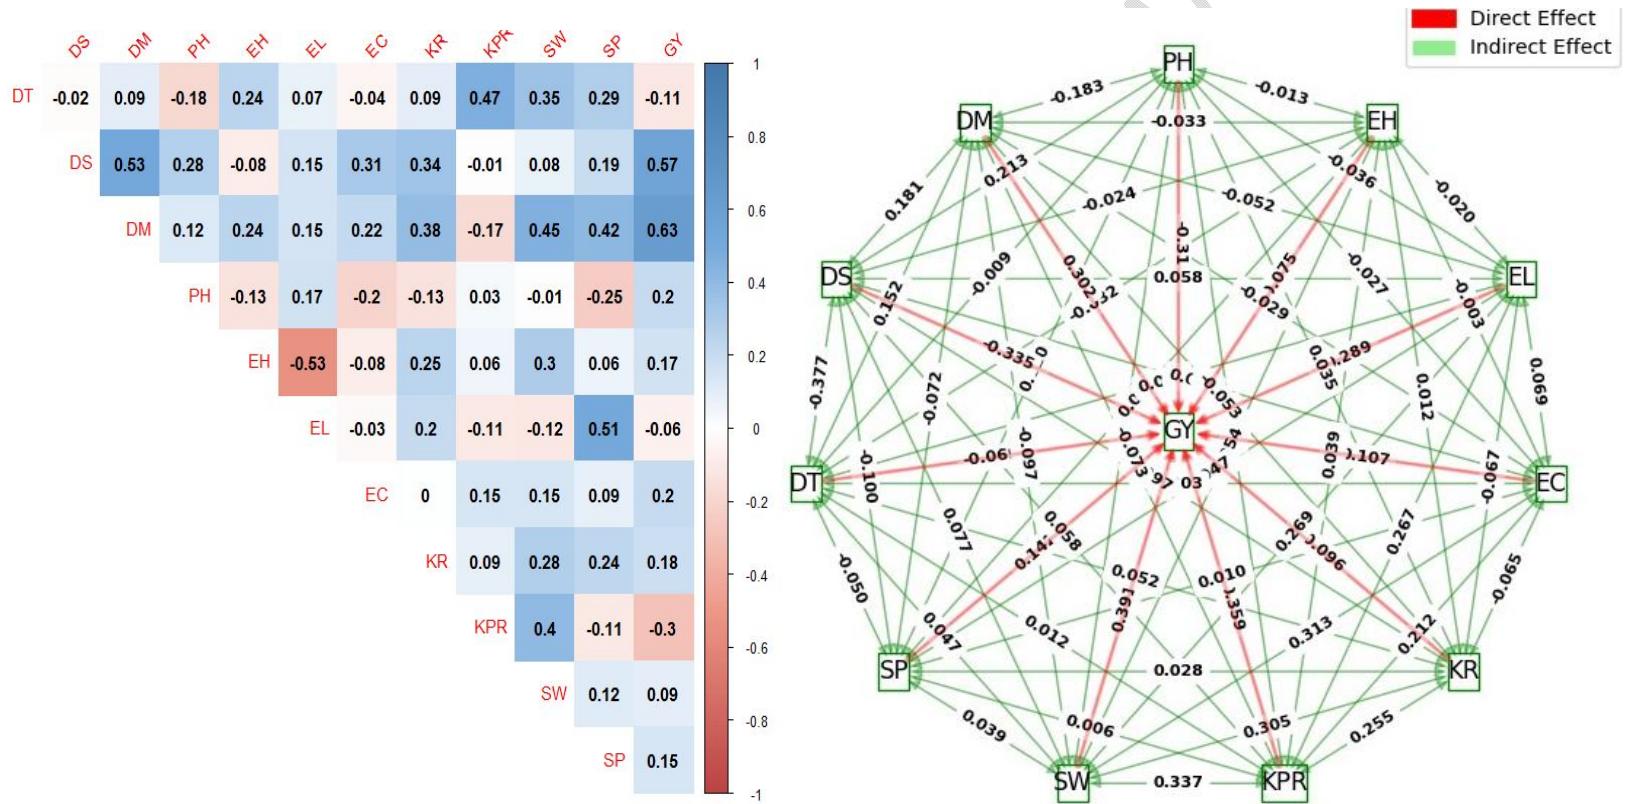 DS DM PH EH EL EC KR KPR SW SP GY
DT -0.02 0.09 -0.18 0.24 0.07 -0.04 0.09 0.47 0.35 0.29 -0.11
DS 0.53 0.28 -0.08 0.15 0.31 0.34 -0.01 0.08 0.19 0.57
DM 0.12 0.24 0.15 0.22 0.38 -0.17 0.45 0.42 0.63
PH -0.13 0.17 -0.2 -0.13 0.03 -0.01 -0.25 0.2
EH -0.53 -0.08 0.25 0.06 0.3 0.06 0.17
EL -0.03 0.2 -0.11 -0.12 0.51 -0.06
EC 0 0.15 0.15 0.09 0.2
KR 0.09 0.28 0.24 0.18
KPR 0.4 -0.11 -0.3
SW 0.12 0.09
SP 0.15
1
0.8
0.6
0.4
0.2
0
-0.2
-0.4
-0.6
-0.8
-1
Direct Effect
Indirect Effect
PH
-0.183 -0.013
DM -0.033 EH
0.213 -0.036
0.181 -0.024 -0.052 -0.020
-0.31
DS -0.009 0.302 0.058 -0.027 EL
0.152 -0.029 -0.003
-0.335 0.035
-0.377 -0.072 -0.053 0.012 0.069
GY
-0.097 -0.073 0.039
DT -0.100 -0.067 EC
0.077 0.058 0.269 0.267
-0.050 0.052 0.010 -0.065
0.391
0.047 0.012 0.313 0.212
SP 0.028 KR
0.039 0.006 0.305 0.255
SW 0.337 KPR